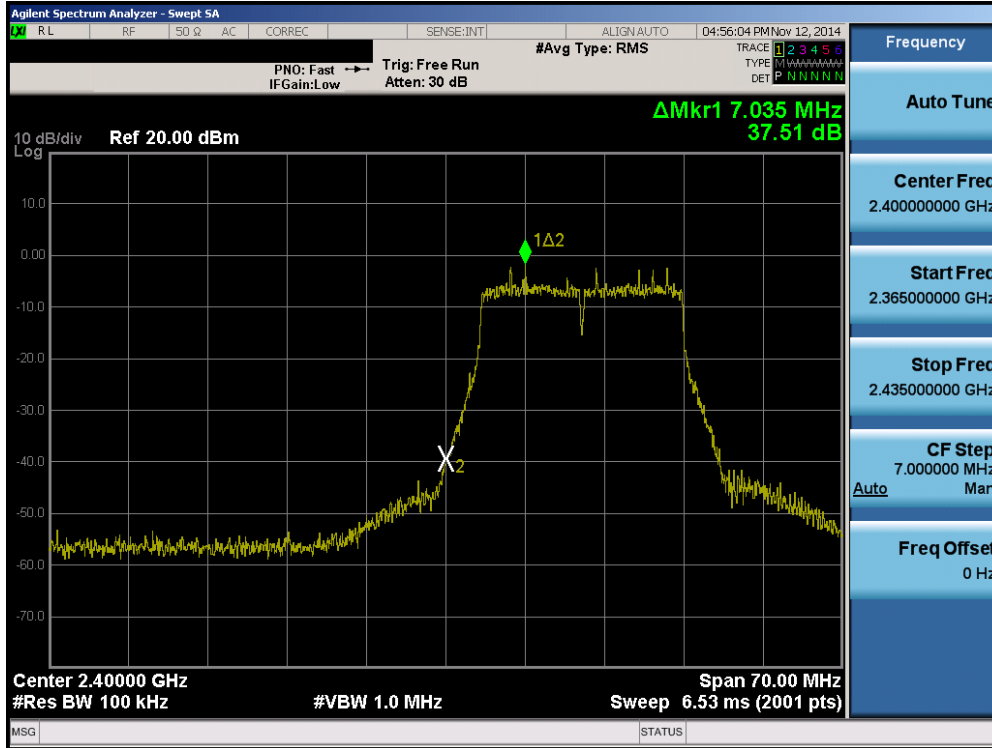 Agilent Spectrum Analyzer - Swept SA
LXI RL RF 50 Ω AC CORREC SENSE:INT ALIGN AUTO 04:56:04 PM Nov 12, 2014
#Avg Type: RMS TRACE 1 2 3 4 5 6
PNO: Fast Trig: Free Run TYPE M WWWWW
IFGain:Low Atten: 30 dB DET P N N N N N
ΔMkr1 7.035 MHz
37.51 dB
10 dB/div Ref 20.00 dBm
Log
10.0
0.00
-10.0
-20.0
-30.0
-40.0
-50.0
-60.0
-70.0
1Δ2
2
Center 2.40000 GHz Span 70.00 MHz
#Res BW 100 kHz #VBW 1.0 MHz Sweep 6.53 ms (2001 pts)
MSG STATUS
Frequency
Auto Tune
Center Freq
2.400000000 GHz
Start Freq
2.365000000 GHz
Stop Freq
2.435000000 GHz
CF Step
7.000000 MHz
Auto Man
Freq Offset
0 Hz